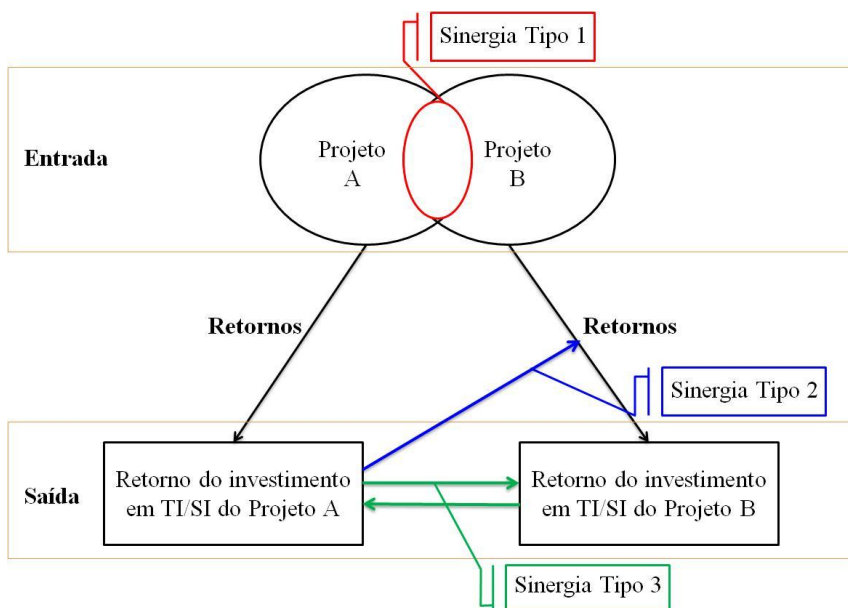 Sinergia Tipo 1
Entrada
Projeto
A
Projeto
B
Retornos
Retornos
Sinergia Tipo 2
Saída
Retorno do investimento
em TI/SI do Projeto A
Retorno do investimento
em TI/SI do Projeto B
Sinergia Tipo 3